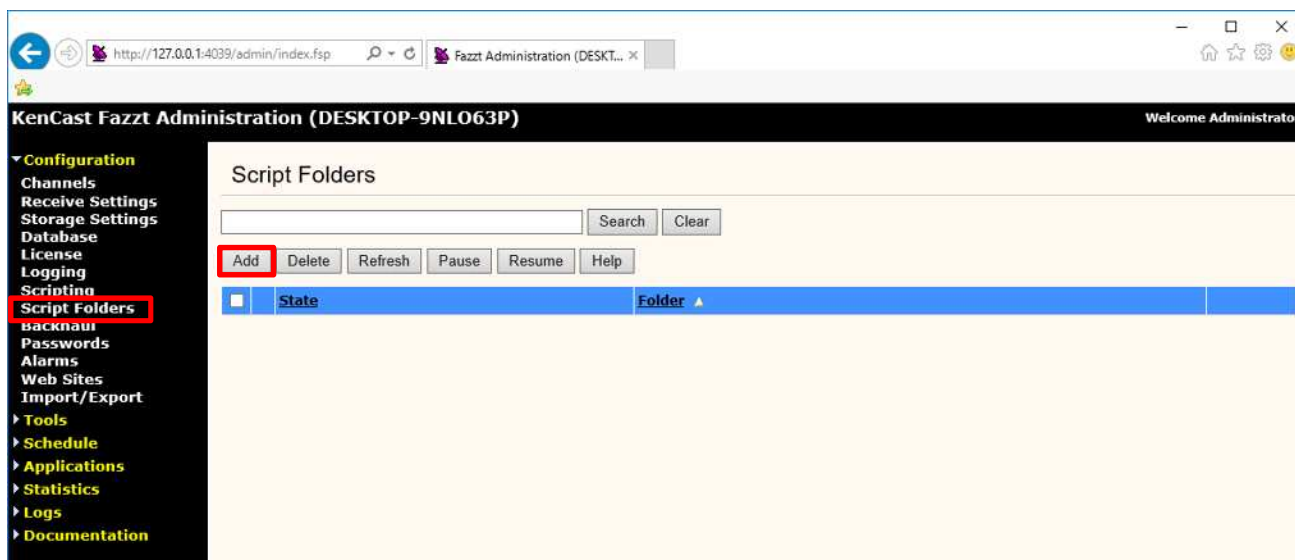 http://127.0.0.1:4039/admin/index.fsp
Fazzt Administration (DESKT...
KenCast Fazzt Administration (DESKTOP-9NLO63P)
Welcome Administrato
Configuration
Channels
Receive Settings
Storage Settings
Database
License
Logging
Scripting
Script Folders
Backhaul
Passwords
Alarms
Web Sites
Import/Export
Tools
Schedule
Applications
Statistics
Logs
Documentation
Script Folders
Search Clear
Add Delete Refresh Pause Resume Help
State Folder